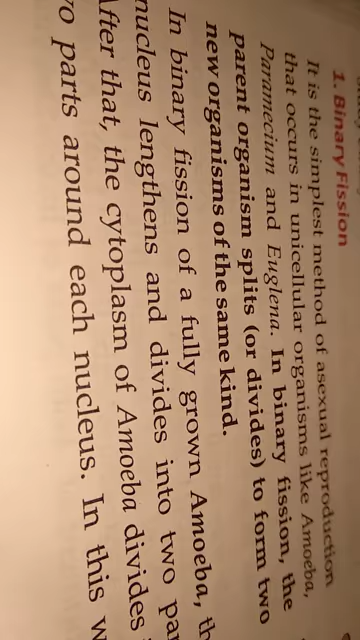 1. Binary Fission
It is the simplest method of asexual reproduction
that occurs in unicellular organisms like Amoeba,
Paramecium and Euglena. In binary fission, the
parent organism splits (or divides) to form two
new organisms of the same kind.
In binary fission of a fully grown Amoeba,
nucleus lengthens and divides into two
After that, the cytoplasm of Amoeba divides
parts around each nucleus. In this